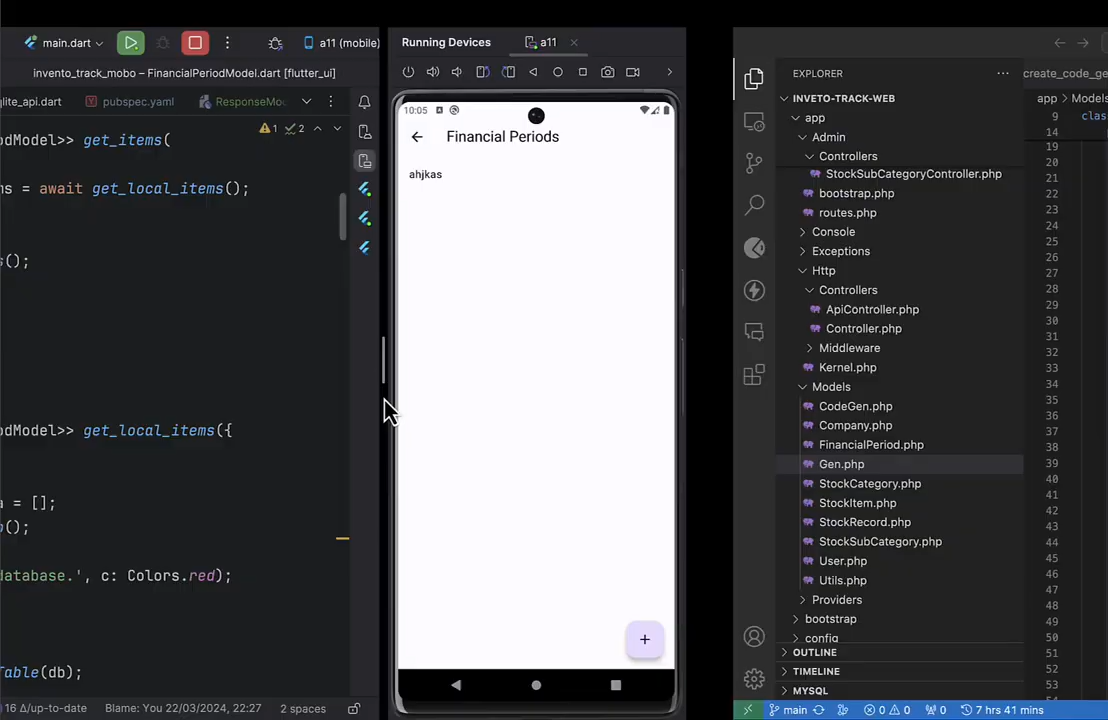 main.dart
a11 (mobile)
invento_track_mobo – FinancialPeriodModel.dart [flutter_ui]
lite_api.dart
pubspec.yaml
ResponseMo
1
2
odModel>> get_items(
ms = await get_local_items();
s();
odModel>> get_local_items({
a = [];
();
database.', c: Colors.red);
Table(db);
16 Δ/up-to-date
Blame: You 22/03/2024, 22:27
2 spaces
Running Devices
a11
10:05
Financial Periods
ahjkas
+
EXPLORER
INVETO-TRACK-WEB
app
Admin
Controllers
StockSubCategoryController.php
bootstrap.php
routes.php
Console
Exceptions
Http
Controllers
ApiController.php
Controller.php
Middleware
Kernel.php
Models
CodeGen.php
Company.php
FinancialPeriod.php
Gen.php
StockCategory.php
StockItem.php
StockRecord.php
StockSubCategory.php
User.php
Utils.php
Providers
bootstrap
config
OUTLINE
TIMELINE
MYSQL
main
0
0
0
7 hrs 41 mins
create_code_ge
app > Models
9 clas
14
19
20
21
22
23
24
25
26
27
28
29
30
31
32
33
34
35
36
37
38
39
40
41
42
43
44
45
46
47
48
49
50
51
52
53